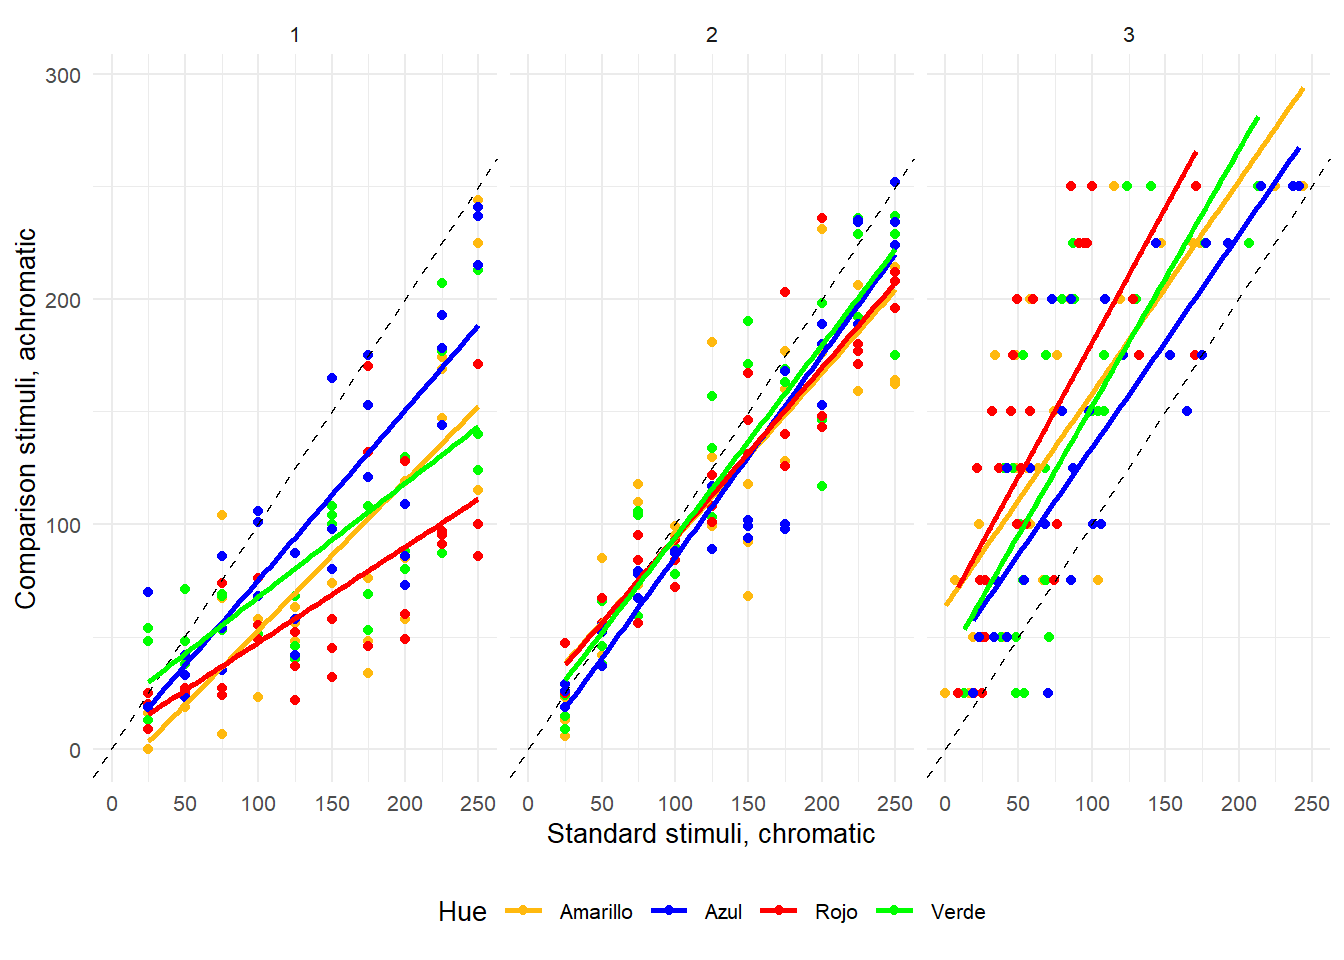 1 2 3
300
200
100
0
Comparison stimuli, achromatic
0 50 100 150 200 250 0 50 100 150 200 250 0 50 100 150 200 250
Standard stimuli, chromatic
Hue Amarillo Azul Rojo Verde